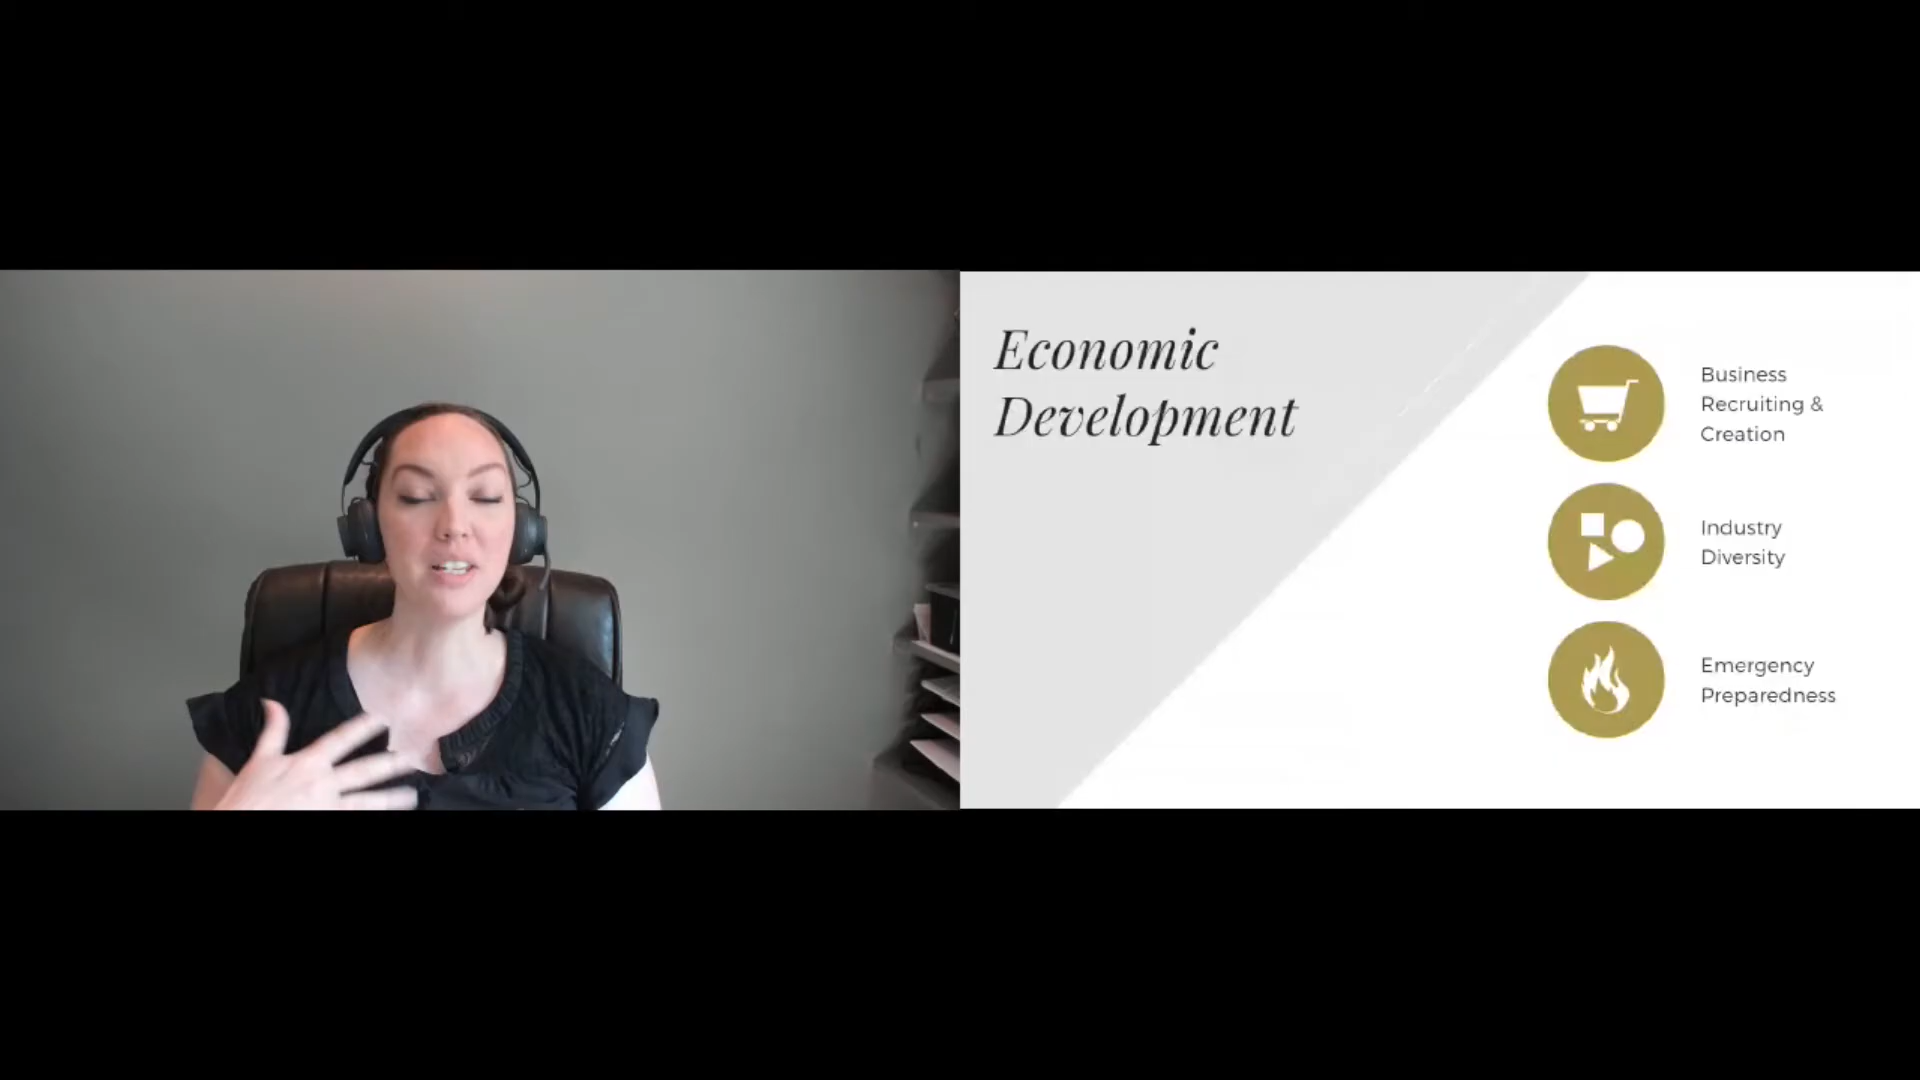 Economic
Development
Business
Recruiting &
Creation
Industry
Diversity
Emergency
Preparedness